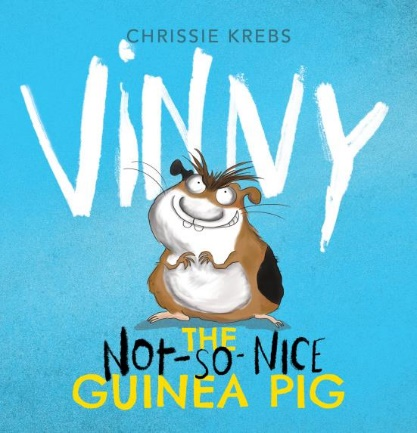 CHRISSIE KREBS
ViNNY
THE
NOt-SO-NiCE
GUINEA PIG